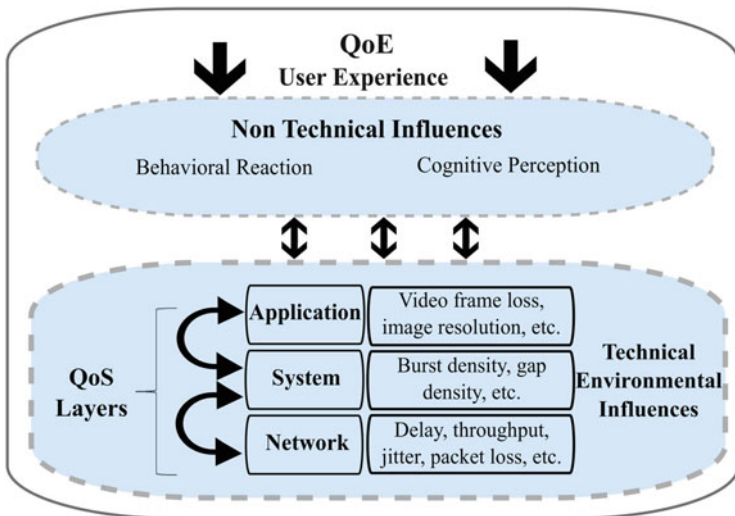 QoE
User Experience
Non Technical Influences
Behavioral Reaction
Cognitive Perception
QoS
Layers
Application
Video frame loss,
image resolution, etc.
System
Burst density, gap
density, etc.
Network
Delay, throughput,
jitter, packet loss, etc.
Technical
Environmental
Influences